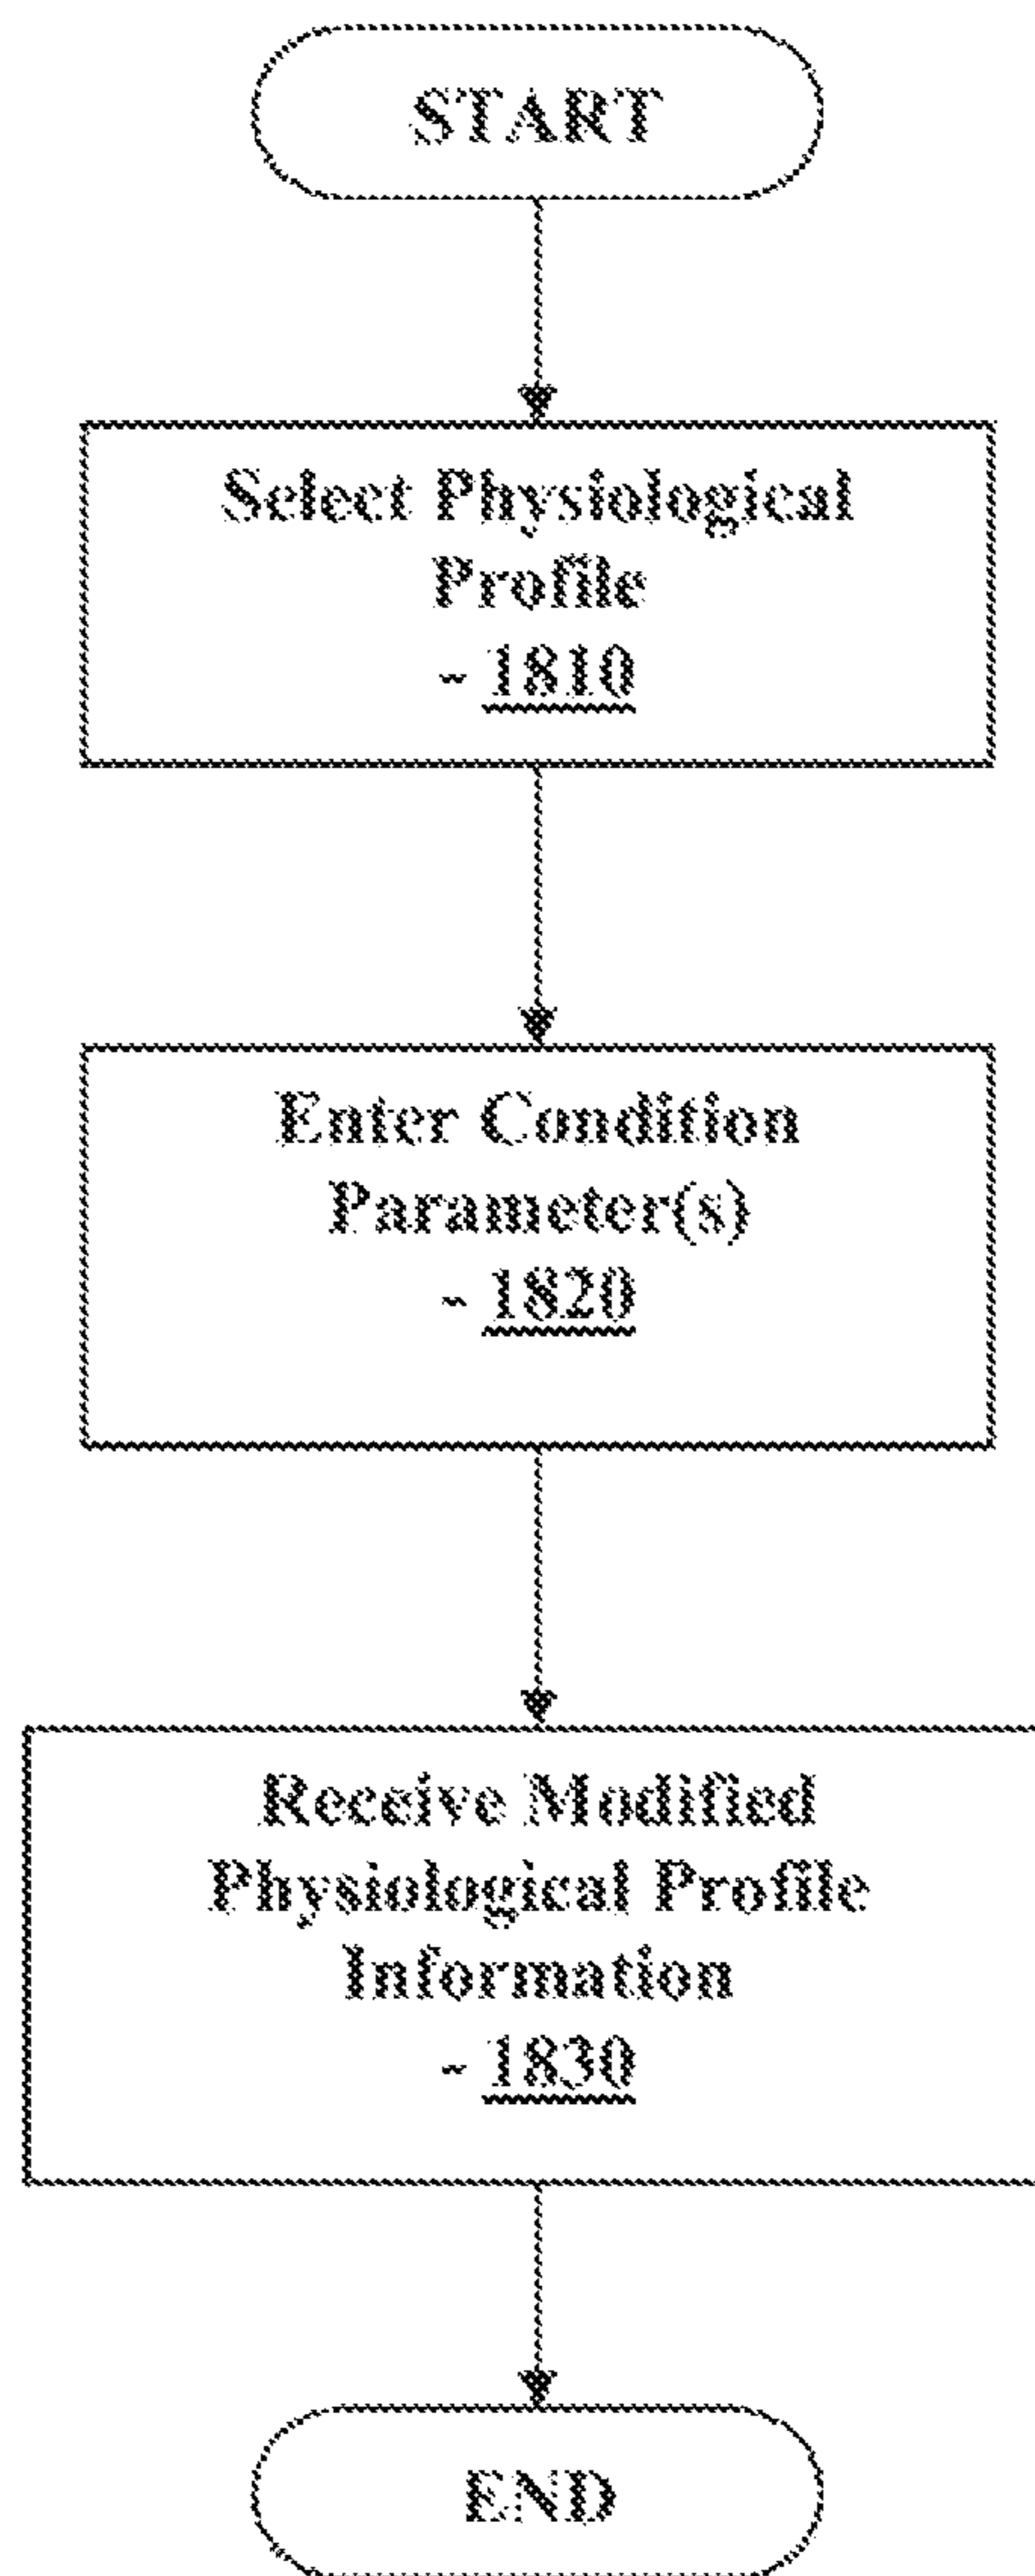 START
Select Physiological
Profile
- 1810
Enter Condition
Parameter(s)
- 1820
Receive Modified
Physiological Profile
Information
- 1830
END